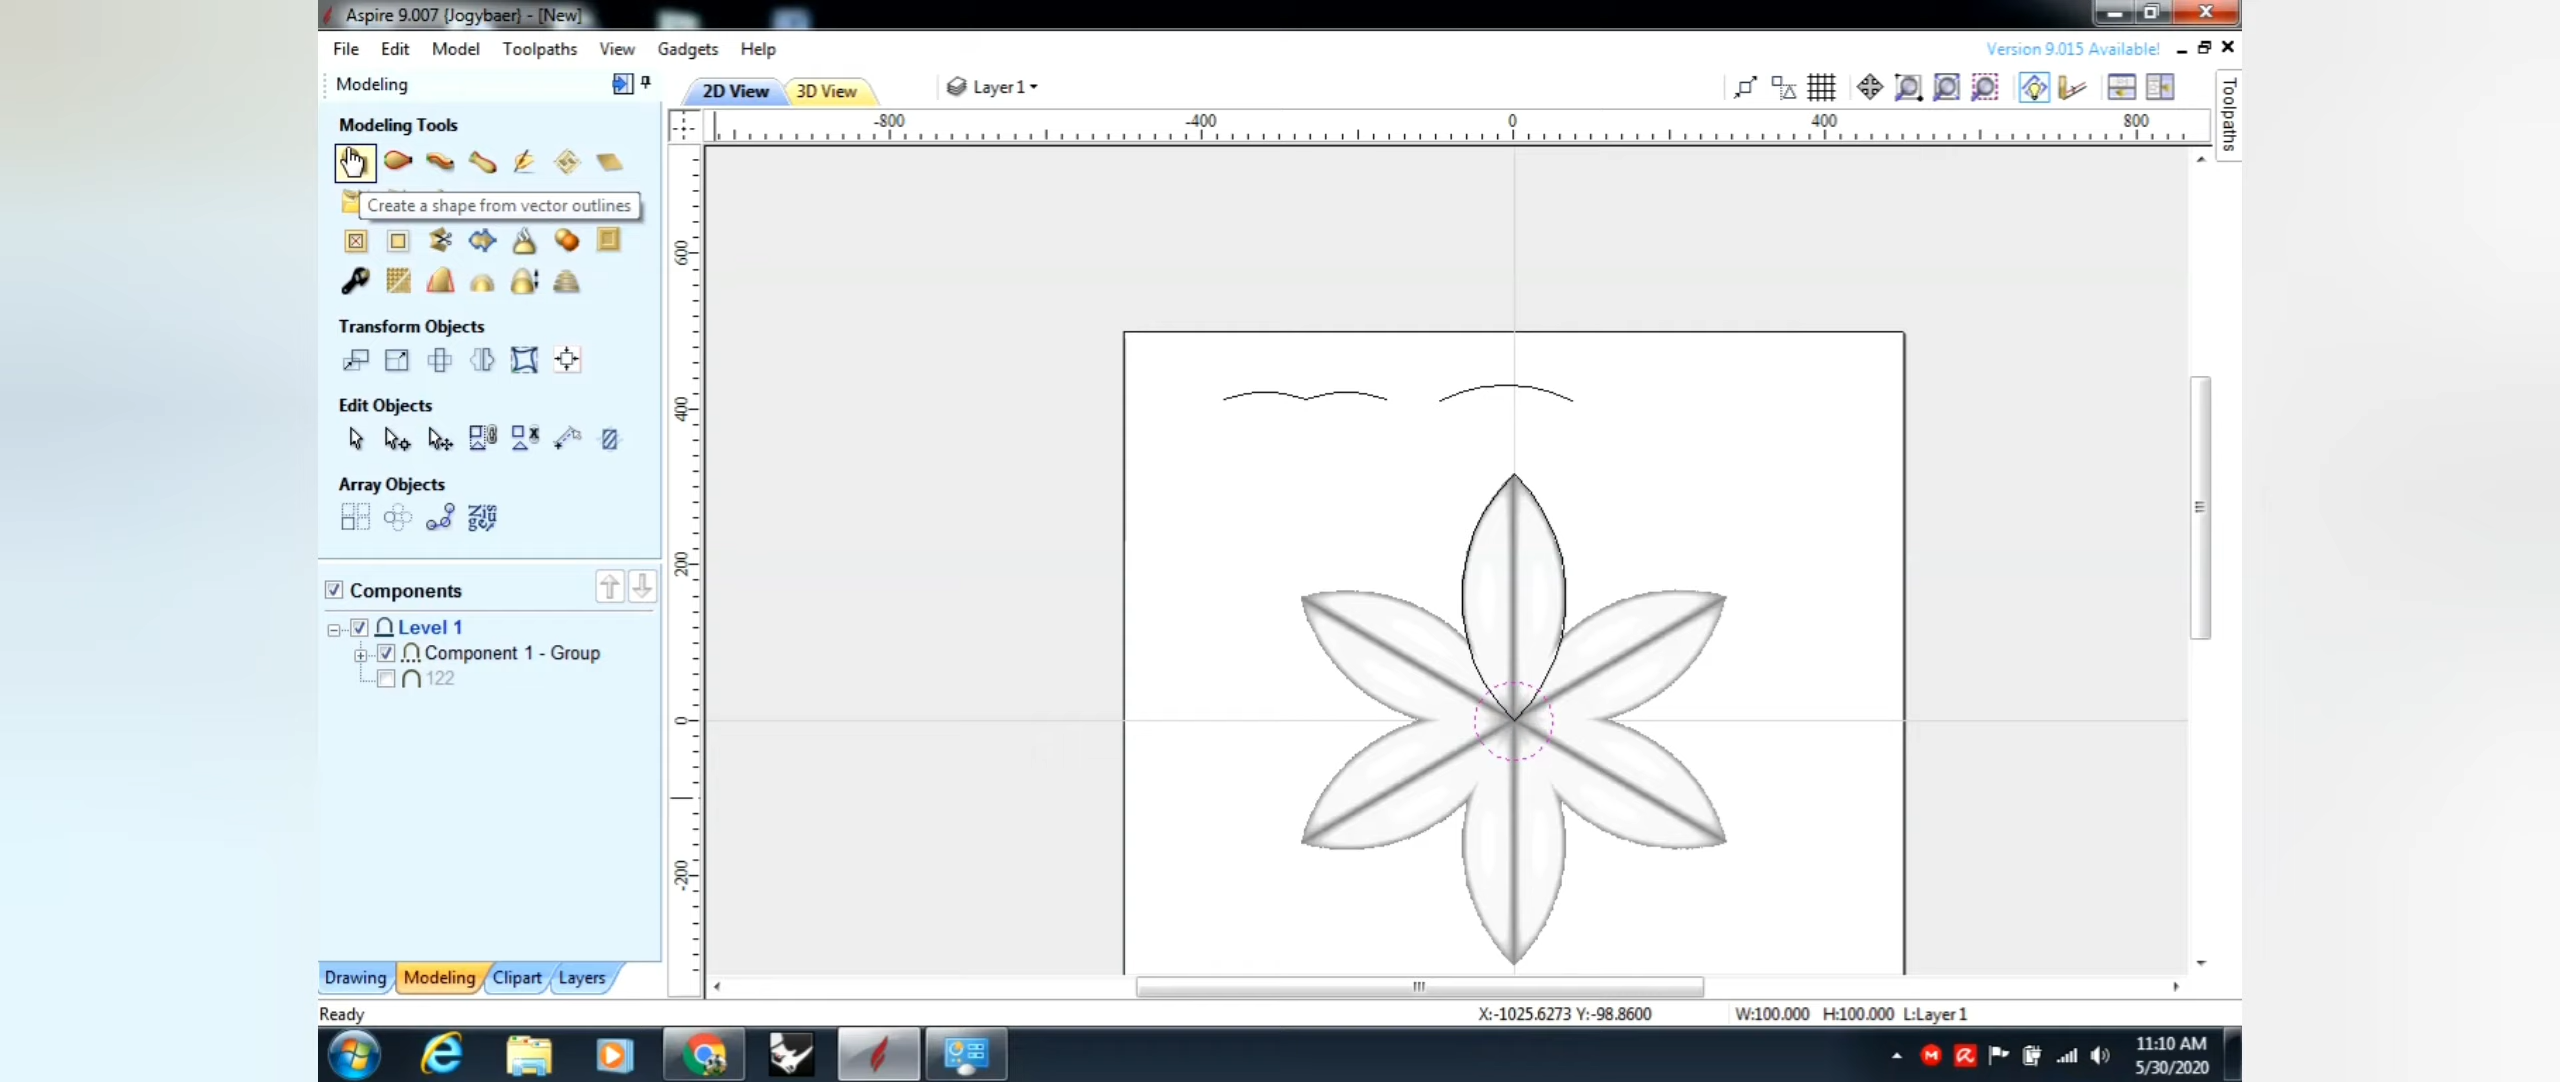 Aspire 9.007 {Jogybaer} - [New]
File Edit Model Toolpaths View Gadgets Help
Version 9.015 Available!
Modeling
2D View 3D View Layer 1
Toolpaths
Modeling Tools
-800 -400 0 400 800
Create a shape from vector outlines
600
400
200
0
-200
Transform Objects
Edit Objects
Array Objects
Components
Level 1
Component 1 - Group
122
Drawing Modeling Clipart Layers
Ready
X:-1025.6273 Y:-98.8600 W:100.000 H:100.000 L:Layer 1
11:10 AM
5/30/2020